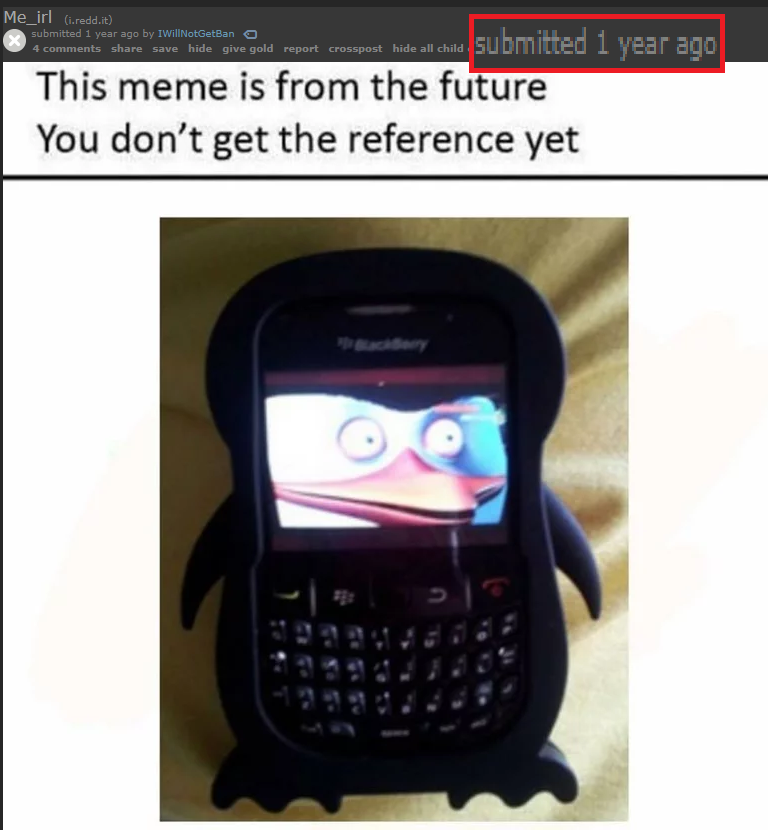 Me_irl (i.redd.it)
submitted 1 year ago by IWillNotGetBan
4 comments share save hide give gold report crosspost hide all child
submitted 1 year ago
This meme is from the future
You don't get the reference yet
BlackBerry